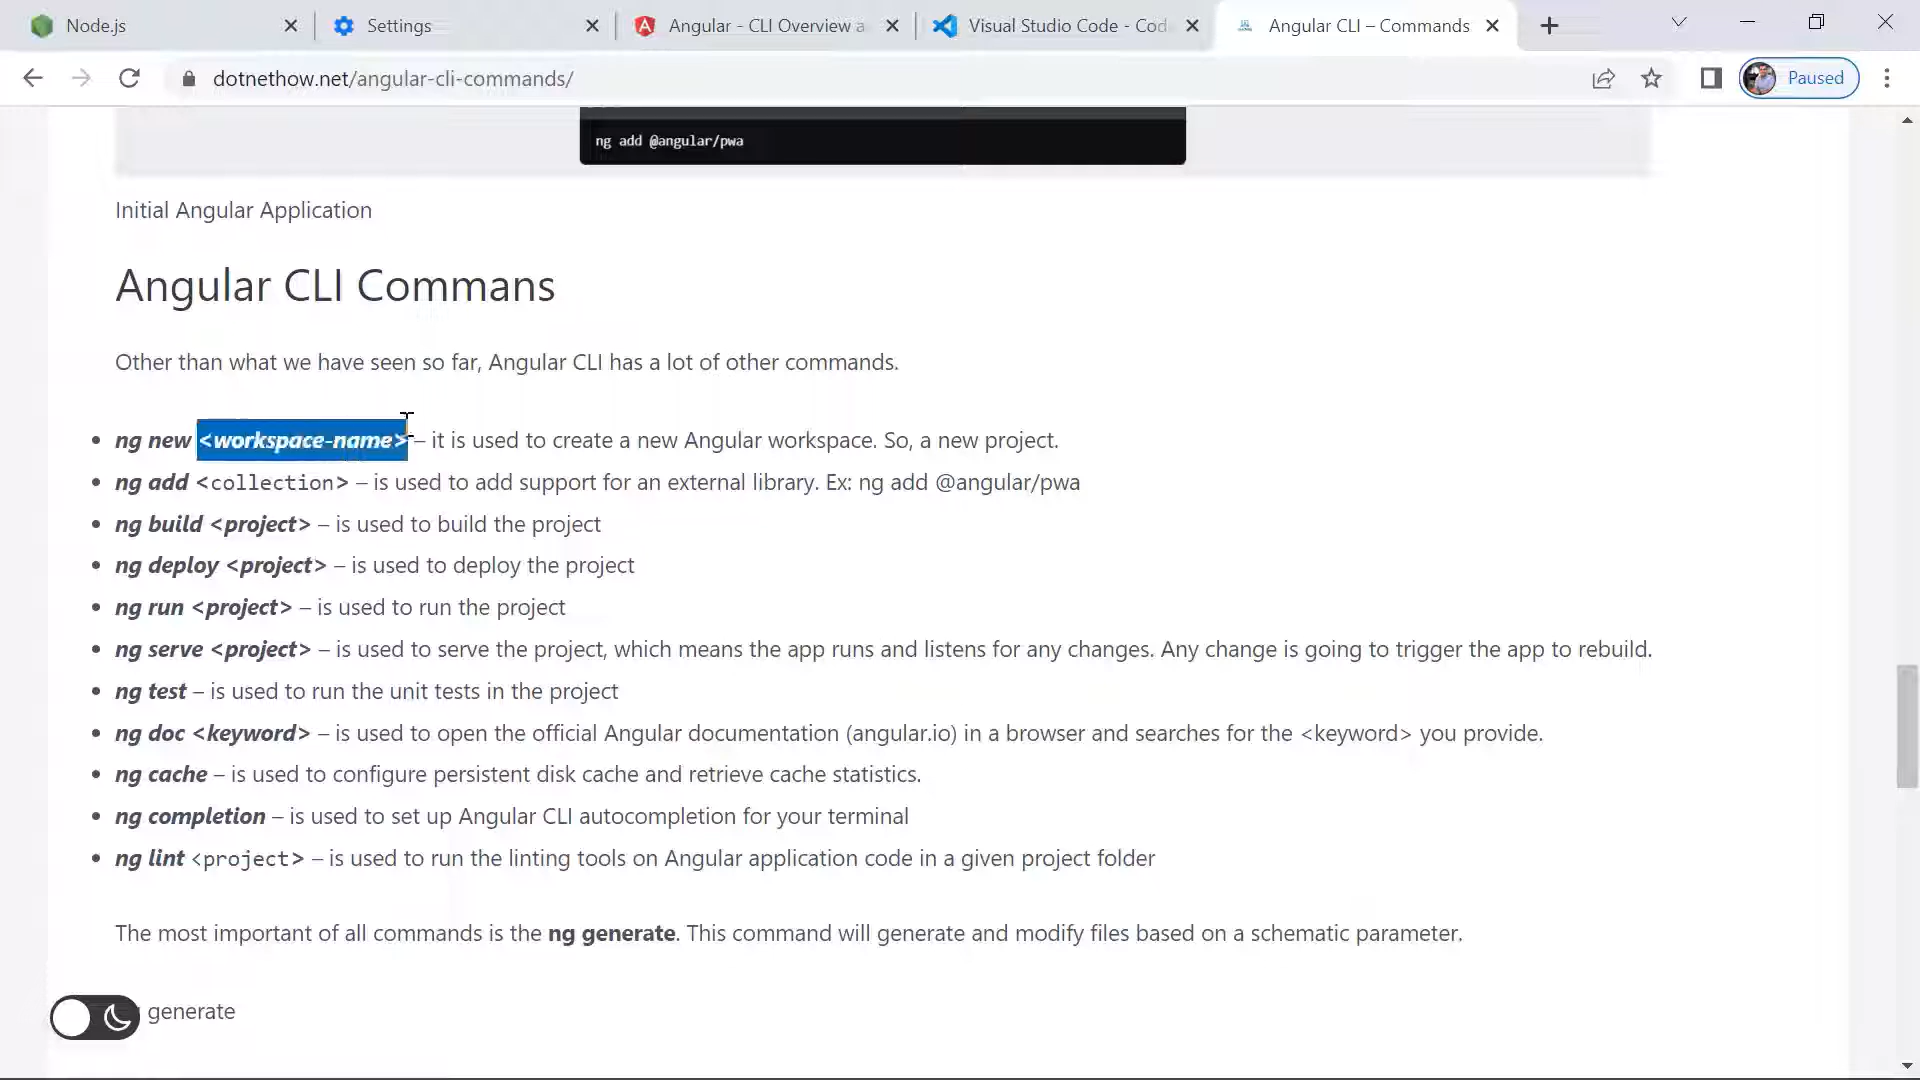 Node.js
Settings
Angular - CLI Overview a
Visual Studio Code - Cod
Angular CLI – Commands
dotnethow.net/angular-cli-commands/
Paused
ng add @angular/pwa
Initial Angular Application
Angular CLI Commans
Other than what we have seen so far, Angular CLI has a lot of other commands.
• ng new <workspace-name> – it is used to create a new Angular workspace. So, a new project.
• ng add <collection> – is used to add support for an external library. Ex: ng add @angular/pwa
• ng build <project> – is used to build the project
• ng deploy <project> – is used to deploy the project
• ng run <project> – is used to run the project
• ng serve <project> – is used to serve the project, which means the app runs and listens for any changes. Any change is going to trigger the app to rebuild.
• ng test – is used to run the unit tests in the project
• ng doc <keyword> – is used to open the official Angular documentation (angular.io) in a browser and searches for the <keyword> you provide.
• ng cache – is used to configure persistent disk cache and retrieve cache statistics.
• ng completion – is used to set up Angular CLI autocompletion for your terminal
• ng lint <project> – is used to run the linting tools on Angular application code in a given project folder
The most important of all commands is the ng generate. This command will generate and modify files based on a schematic parameter.
generate